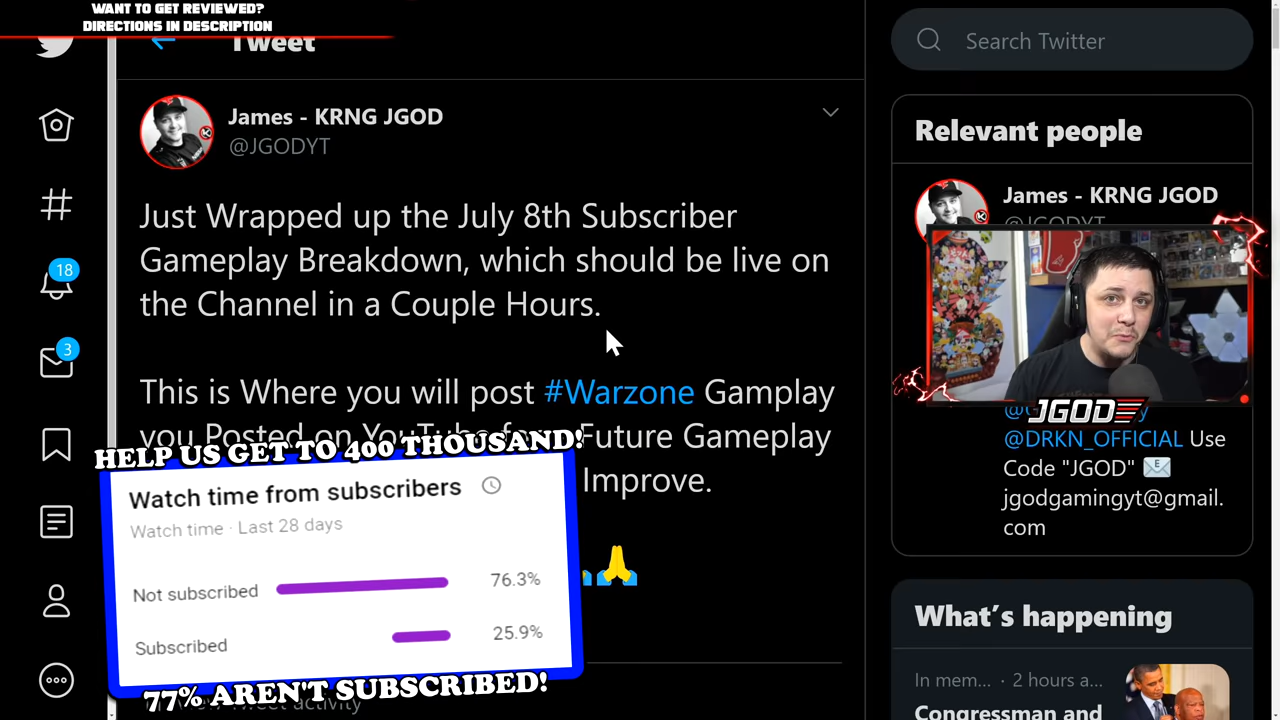 WANT TO GET REVIEWED?
DIRECTIONS IN DESCRIPTION
Tweet
James - KRNG JGOD
@JGODYT
Just Wrapped up the July 8th Subscriber
Gameplay Breakdown, which should be live on
the Channel in a Couple Hours.
This is Where you will post #Warzone Gamplay
you Posted on YouTube for Future Gameplay
Improve.
18
3
HELP US GET TO 400 THOUSAND!
Watch time from subscribers
Watch time · Last 28 days
Not subscribed 76.3%
Subscribed 25.9%
77% AREN'T SUBSCRIBED!
Tweet activity
Search Twitter
Relevant people
James - KRNG JGOD
@JGODYT
JGOD
@DRKN_OFFICIAL Use
Code "JGOD"
jgodgamingyt@gmail.
com
What's happening
In mem... · 2 hours a...
Congressman and